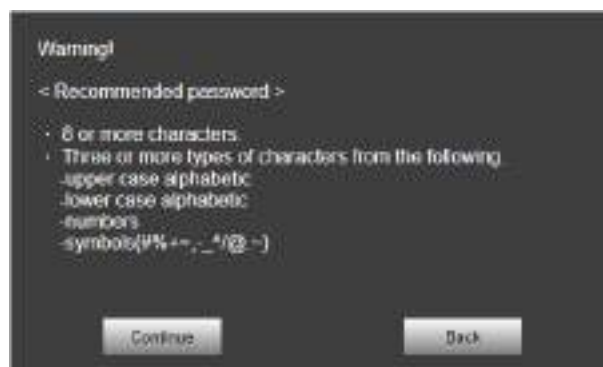 Warning!
< Recommended password >
· 8 or more characters.
· Three or more types of characters from the following.
-upper case alphabetic
-lower case alphabetic
-numbers
Continue
Back